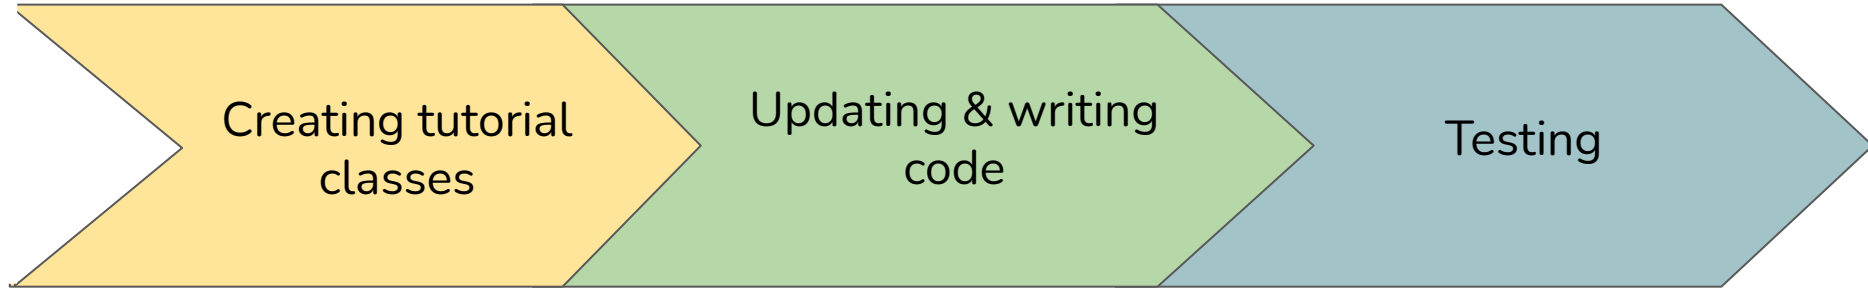 Creating tutorial
classes
Updating & writing
code
Testing